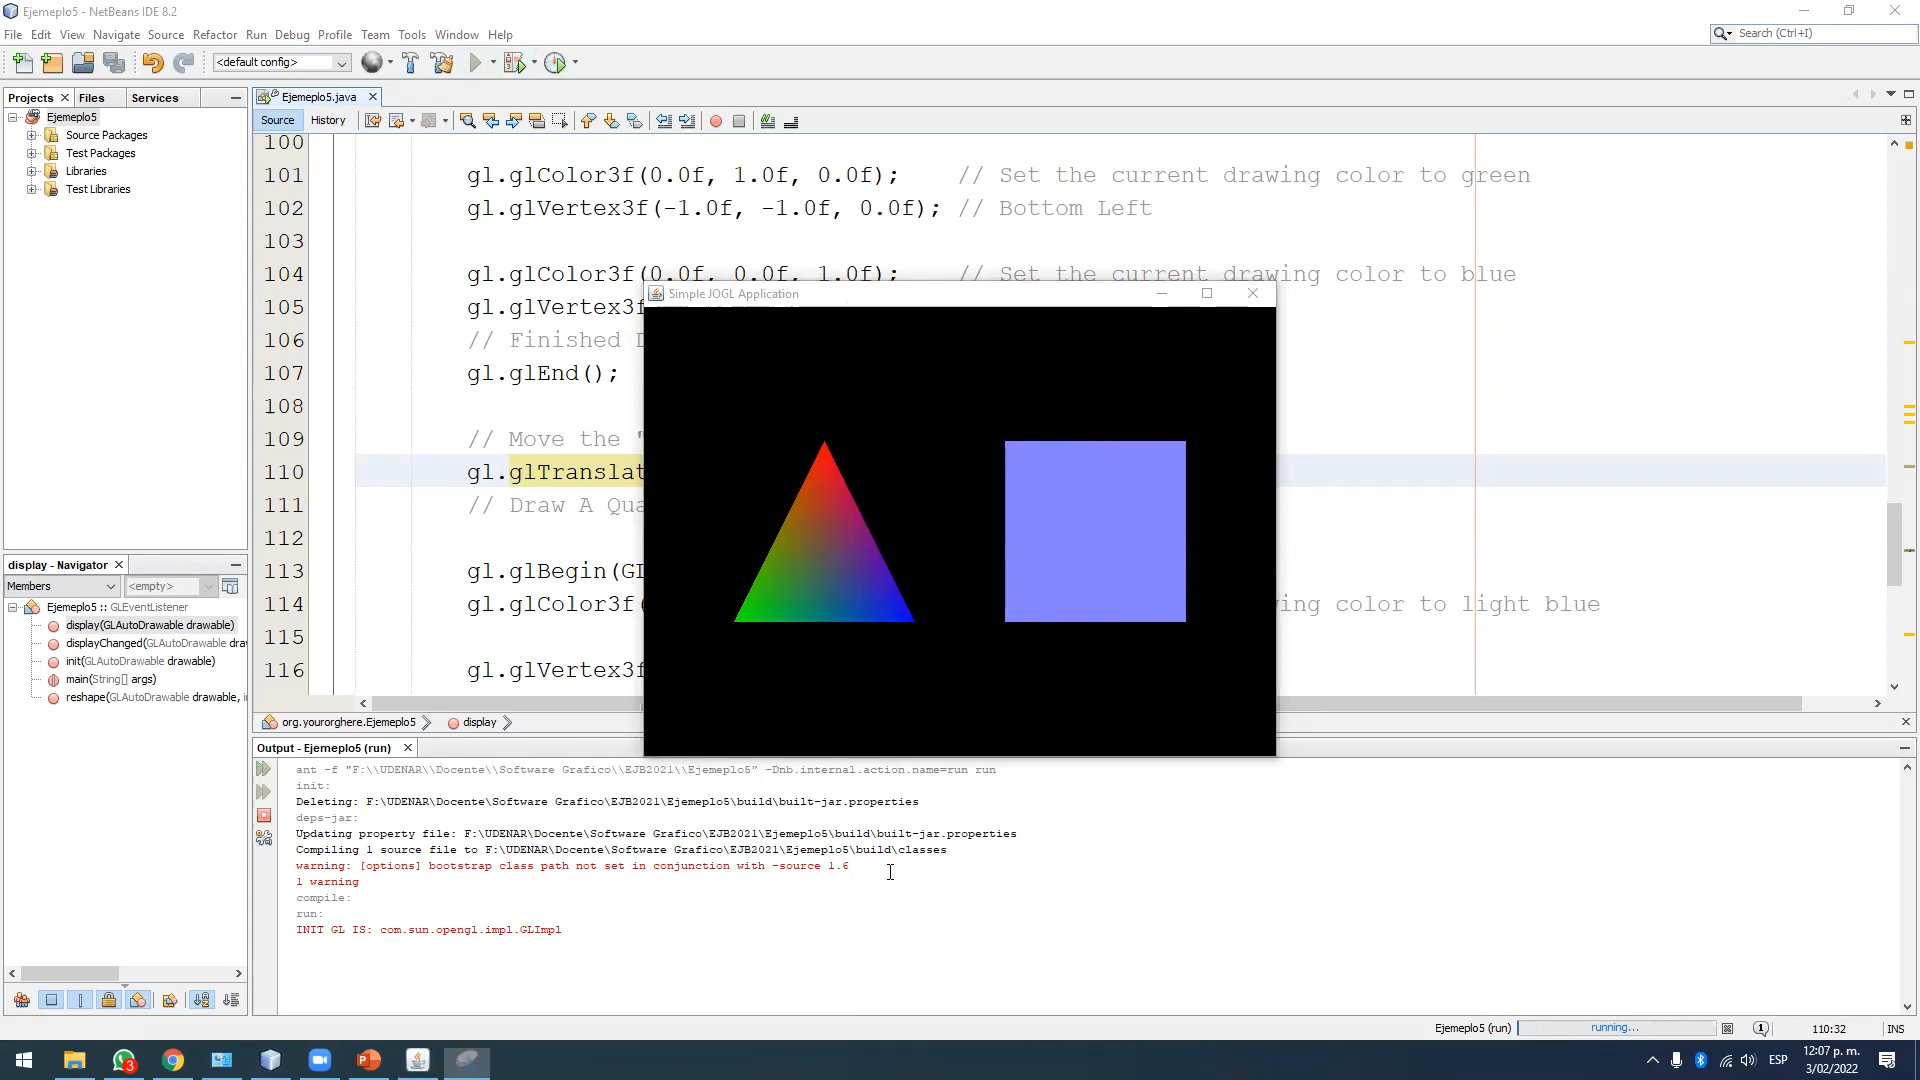 Ejemeplo5 - NetBeans IDE 8.2
File Edit View Navigate Source Refactor Run Debug Profile Team Tools Window Help
Search (Ctrl+I)
<default config>
Projects Files Services
Ejemeplo5
Source Packages
Test Packages
Libraries
Test Libraries
Ejemeplo5.java
Source History
100
101 gl.glColor3f(0.0f, 1.0f, 0.0f); // Set the current drawing color to green
102 gl.glVertex3f(-1.0f, -1.0f, 0.0f); // Bottom Left
103
104 gl.glColor3f(0.0f, 0.0f, 1.0f); // Set the current drawing color to blue
105 gl.glVertex3f
106 // Finished
107 gl.glEnd();
108
109 // Move the "
110 gl.glTranslat
111 // Draw A Qua
112
113 gl.glBegin(GL
114 gl.glColor3f( ing color to light blue
115
116 gl.glVertex3f
Simple JOGL Application
org.yourorghere.Ejemeplo5 display
display - Navigator
Members <empty>
Ejemeplo5 :: GLEventListener
display(GLAutoDrawable drawable)
displayChanged(GLAutoDrawable dra
init(GLAutoDrawable drawable)
main(String[] args)
reshape(GLAutoDrawable drawable, i
Output - Ejemeplo5 (run)
ant -f "F:\\UDENAR\\Docente\\Software Grafico\\EJB2021\\Ejemeplo5" -Dnb.internal.action.name=run run
init:
Deleting: F:\UDENAR\Docente\Software Grafico\EJB2021\Ejemeplo5\build\built-jar.properties
deps-jar:
Updating property file: F:\UDENAR\Docente\Software Grafico\EJB2021\Ejemeplo5\build\built-jar.properties
Compiling 1 source file to F:\UDENAR\Docente\Software Grafico\EJB2021\Ejemeplo5\build\classes
warning: [options] bootstrap class path not set in conjunction with -source 1.6
1 warning
compile:
run:
INIT GL IS: com.sun.opengl.impl.GLImpl
Ejemeplo5 (run) running... 1 110:32 INS
3 ESP 12:07 p. m.
3/02/2022